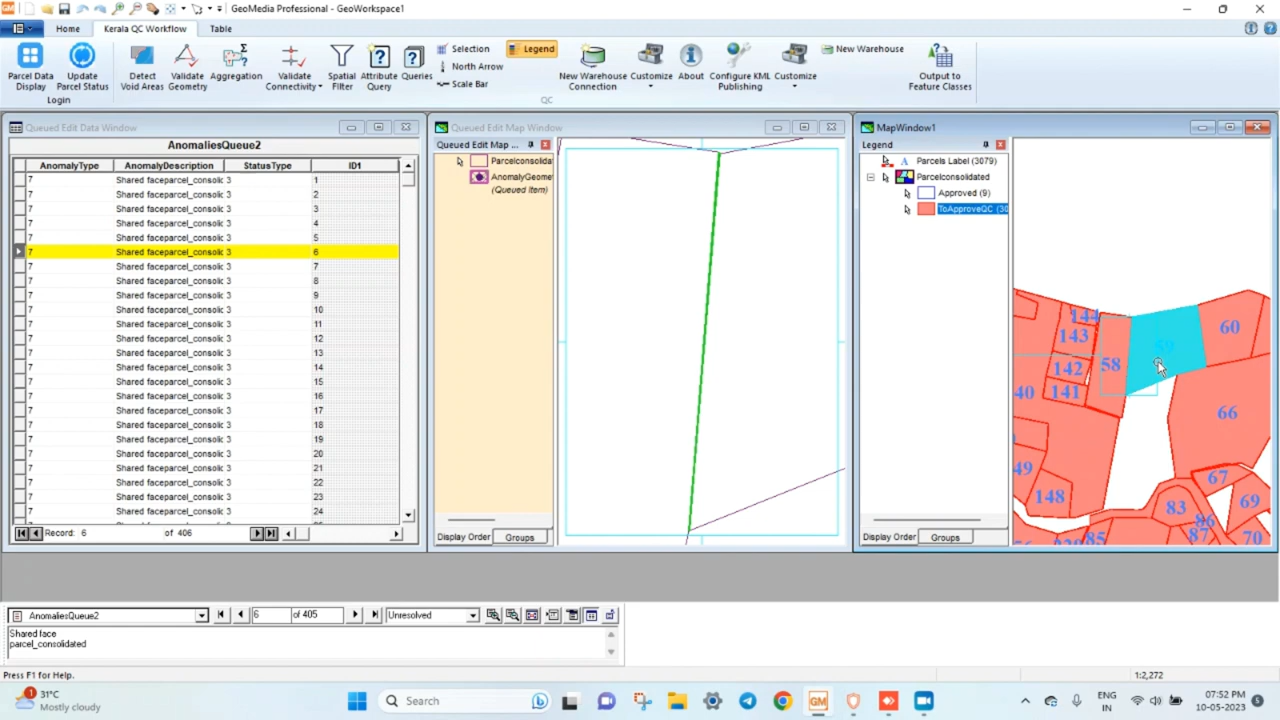 GeoMedia Professional - GeoWorkspace1
Home
Kerala QC Workflow
Table
Parcel Data Display
Update Parcel Status
Login
Detect Void Areas
Validate Geometry
Aggregation
Validate Connectivity
Spatial Filter
Attribute Query
Queries
Selection
North Arrow
Scale Bar
Legend
New Warehouse Connection
Customize
About
Configure KML Publishing
Customize
New Warehouse
QC
Output to Feature Classes
Queued Edit Data Window
AnomaliesQueue2
AnomalyType AnomalyDescription StatusType ID1
7 Shared faceparcel_consolic 3 1
7 Shared faceparcel_consolic 3 2
7 Shared faceparcel_consolic 3 3
7 Shared faceparcel_consolic 3 4
7 Shared faceparcel_consolic 3 5
7 Shared faceparcel_consolic 3 6
7 Shared faceparcel_consolic 3 7
7 Shared faceparcel_consolic 3 8
7 Shared faceparcel_consolic 3 9
7 Shared faceparcel_consolic 3 10
7 Shared faceparcel_consolic 3 11
7 Shared faceparcel_consolic 3 12
7 Shared faceparcel_consolic 3 13
7 Shared faceparcel_consolic 3 14
7 Shared faceparcel_consolic 3 15
7 Shared faceparcel_consolic 3 16
7 Shared faceparcel_consolic 3 17
7 Shared faceparcel_consolic 3 18
7 Shared faceparcel_consolic 3 19
7 Shared faceparcel_consolic 3 20
7 Shared faceparcel_consolic 3 21
7 Shared faceparcel_consolic 3 22
7 Shared faceparcel_consolic 3 23
7 Shared faceparcel_consolic 3 24
Record: 6 of 406
Queued Edit Map Window
Queued Edit Map ...
Parcelconsolida
AnomalyGeome
(Queued Item)
Display Order
Groups
MapWindow1
Legend
Parcels Label (3079)
Parcelconsolidated
Approved (9)
ToApproveQC (30
Display Order
Groups
144
143
142
141
58
59
60
40
66
49
148
67
83
69
86
87
85
70
AnomaliesQueue2
6
of 405
Unresolved
Shared face
parcel_consolidated
Press F1 for Help.
1:2,272
1
31°C
Mostly cloudy
Search
GM
ENG
IN
07:52 PM
10-05-2023
5